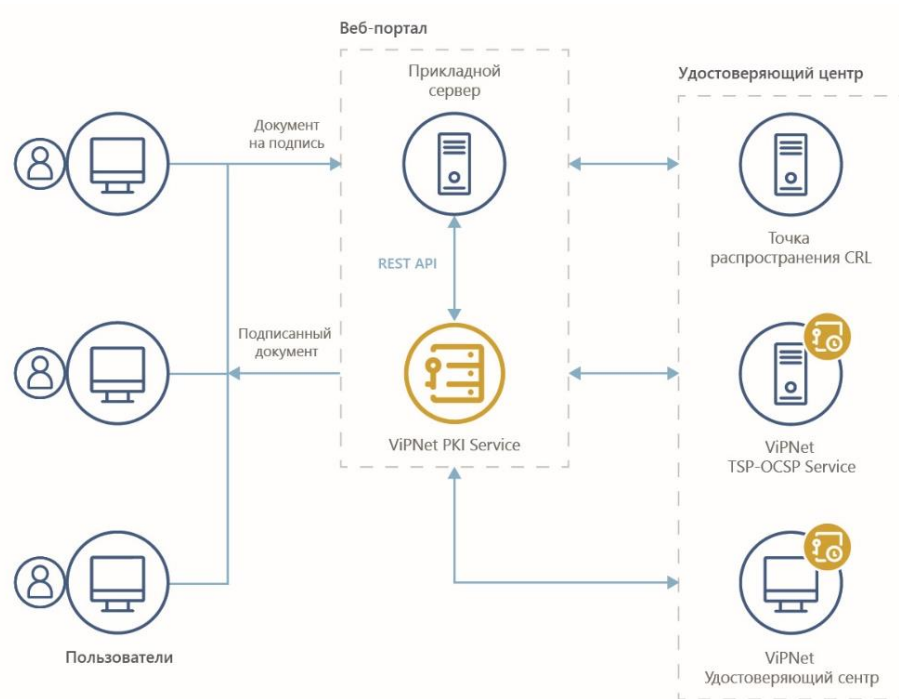 Веб-портал
Прикладной
сервер
Удостоверяющий центр
Документ
на подпись
Точка
распространения CRL
REST API
Подписанный
документ
ViPNet PKI Service
ViPNet
TSP-OCSP Service
Пользователи
ViPNet
Удостоверяющий сентр